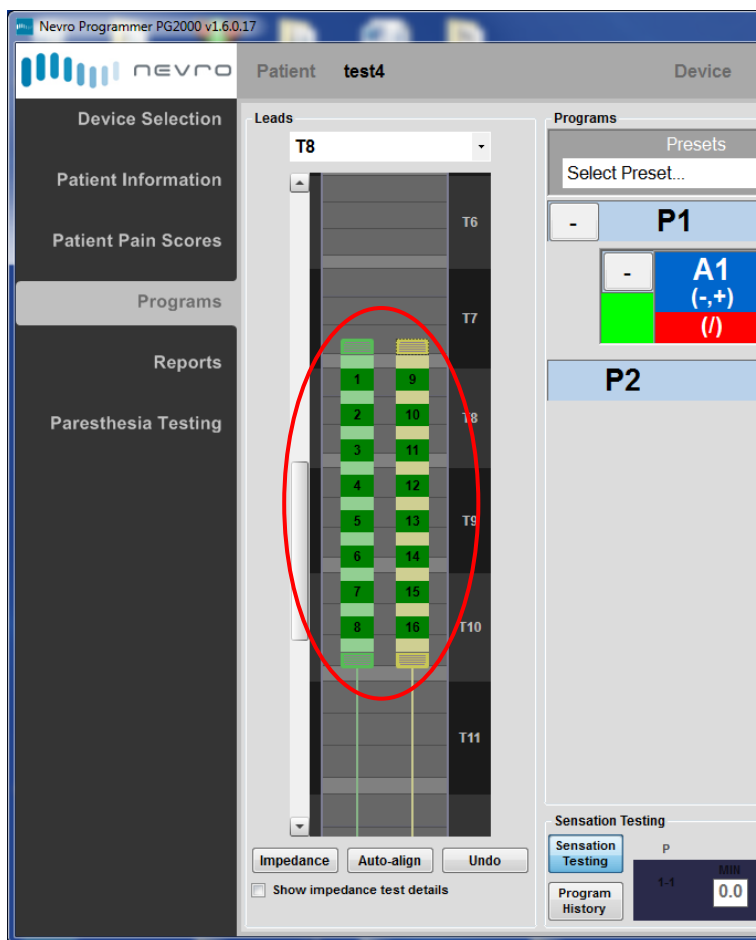 Nevro Programmer PG2000 v1.6.0.17
nevro
Patient test4 Device
Device Selection
Patient Information
Patient Pain Scores
Programs
Reports
Paresthesia Testing
Leads
T8
T6
T7
T8
T9
T10
T11
1 9
2 10
3 11
4 12
5 13
6 14
7 15
8 16
Impedance Auto-align Undo
Show impedance test details
Programs
Presets
Select Preset...
- P1
- A1
(-,+)
(/)
P2
Sensation Testing
Sensation
Testing
Program
History
P
1-1
MIN
0.0